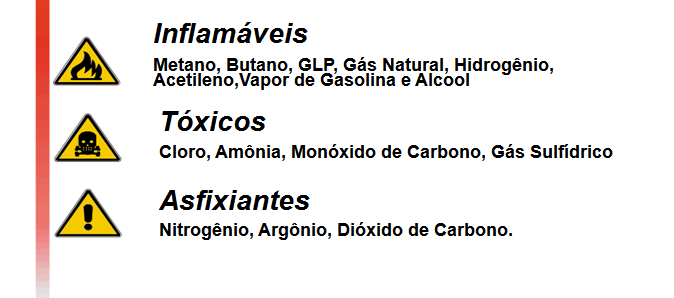 Inflamáveis
Metano, Butano, GLP, Gás Natural, Hidrogênio,
Acetileno,Vapor de Gasolina e Alcool
Tóxicos
Cloro, Amônia, Monóxido de Carbono, Gás Sulfídrico
Asfixiantes
Nitrogênio, Argônio, Dióxido de Carbono.